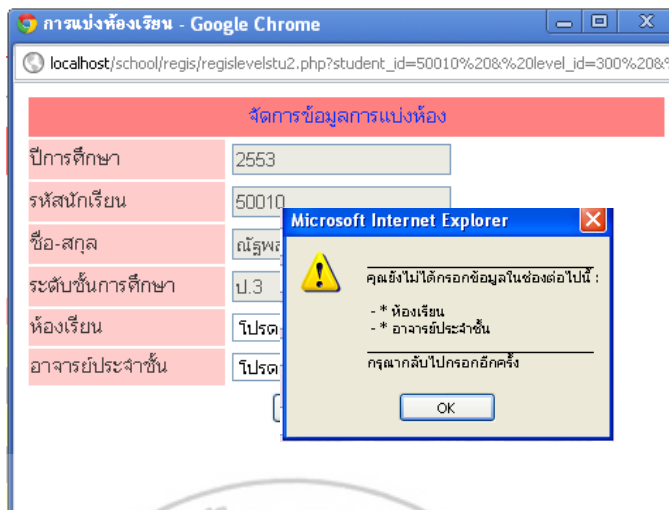 การแบ่งห้องเรียน - Google Chrome
localhost/school/regis/regislevelstu2.php?student_id=50010%20&%20level_id=300%20&%
จัดการข้อมูลการแบ่งห้อง
ปีการศึกษา 2553
รหัสนักเรียน 50010
ชื่อ-สกุล ณัฐพล
ระดับชั้นการศึกษา ป.3
ห้องเรียน โปรด
อาจารย์ประจำชั้น โปรด
Microsoft Internet Explorer
คุณยังไม่ได้กรอกข้อมูลในช่องต่อไปนี้ :
- * ห้องเรียน
- * อาจารย์ประจำชั้น
กรุณากลับไปกรอกอีกครั้ง
OK